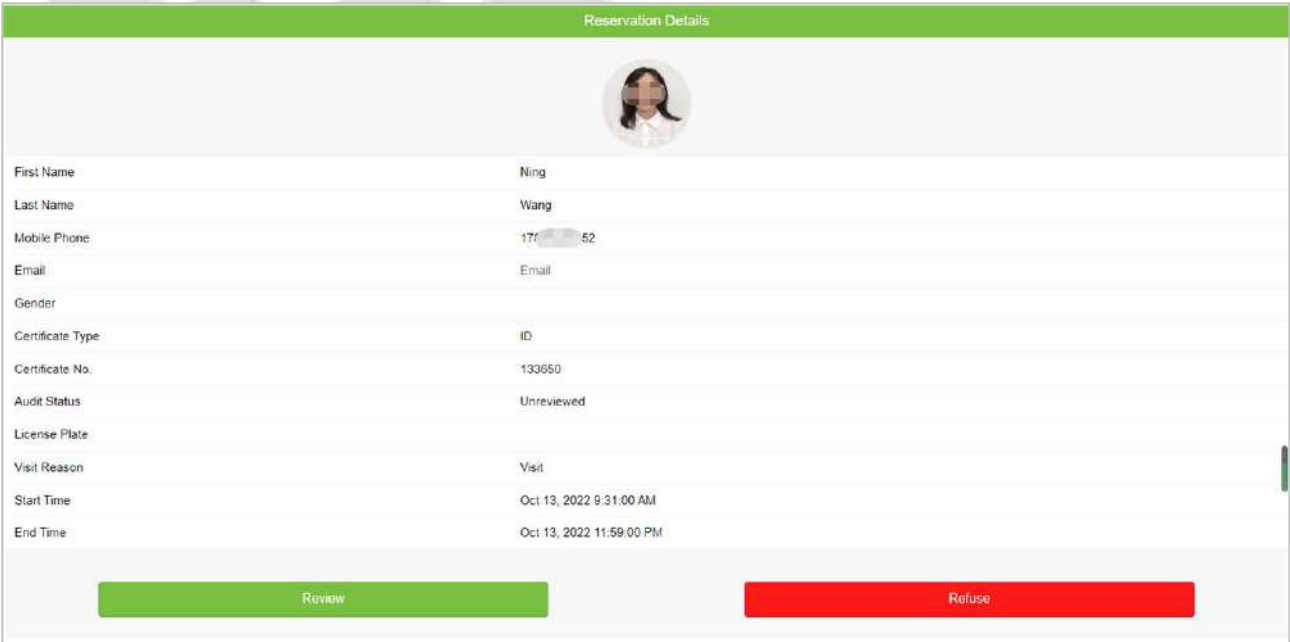 Reservation Details
First Name Ning
Last Name Wang
Mobile Phone 178 52
Email Email
Gender
Certificate Type ID
Certificate No. 133650
Audit Status Unreviewed
License Plate
Visit Reason Visit
Start Time Oct 13, 2022 9:31:00 AM
End Time Oct 13, 2022 11:59:00 PM
Review Refuse